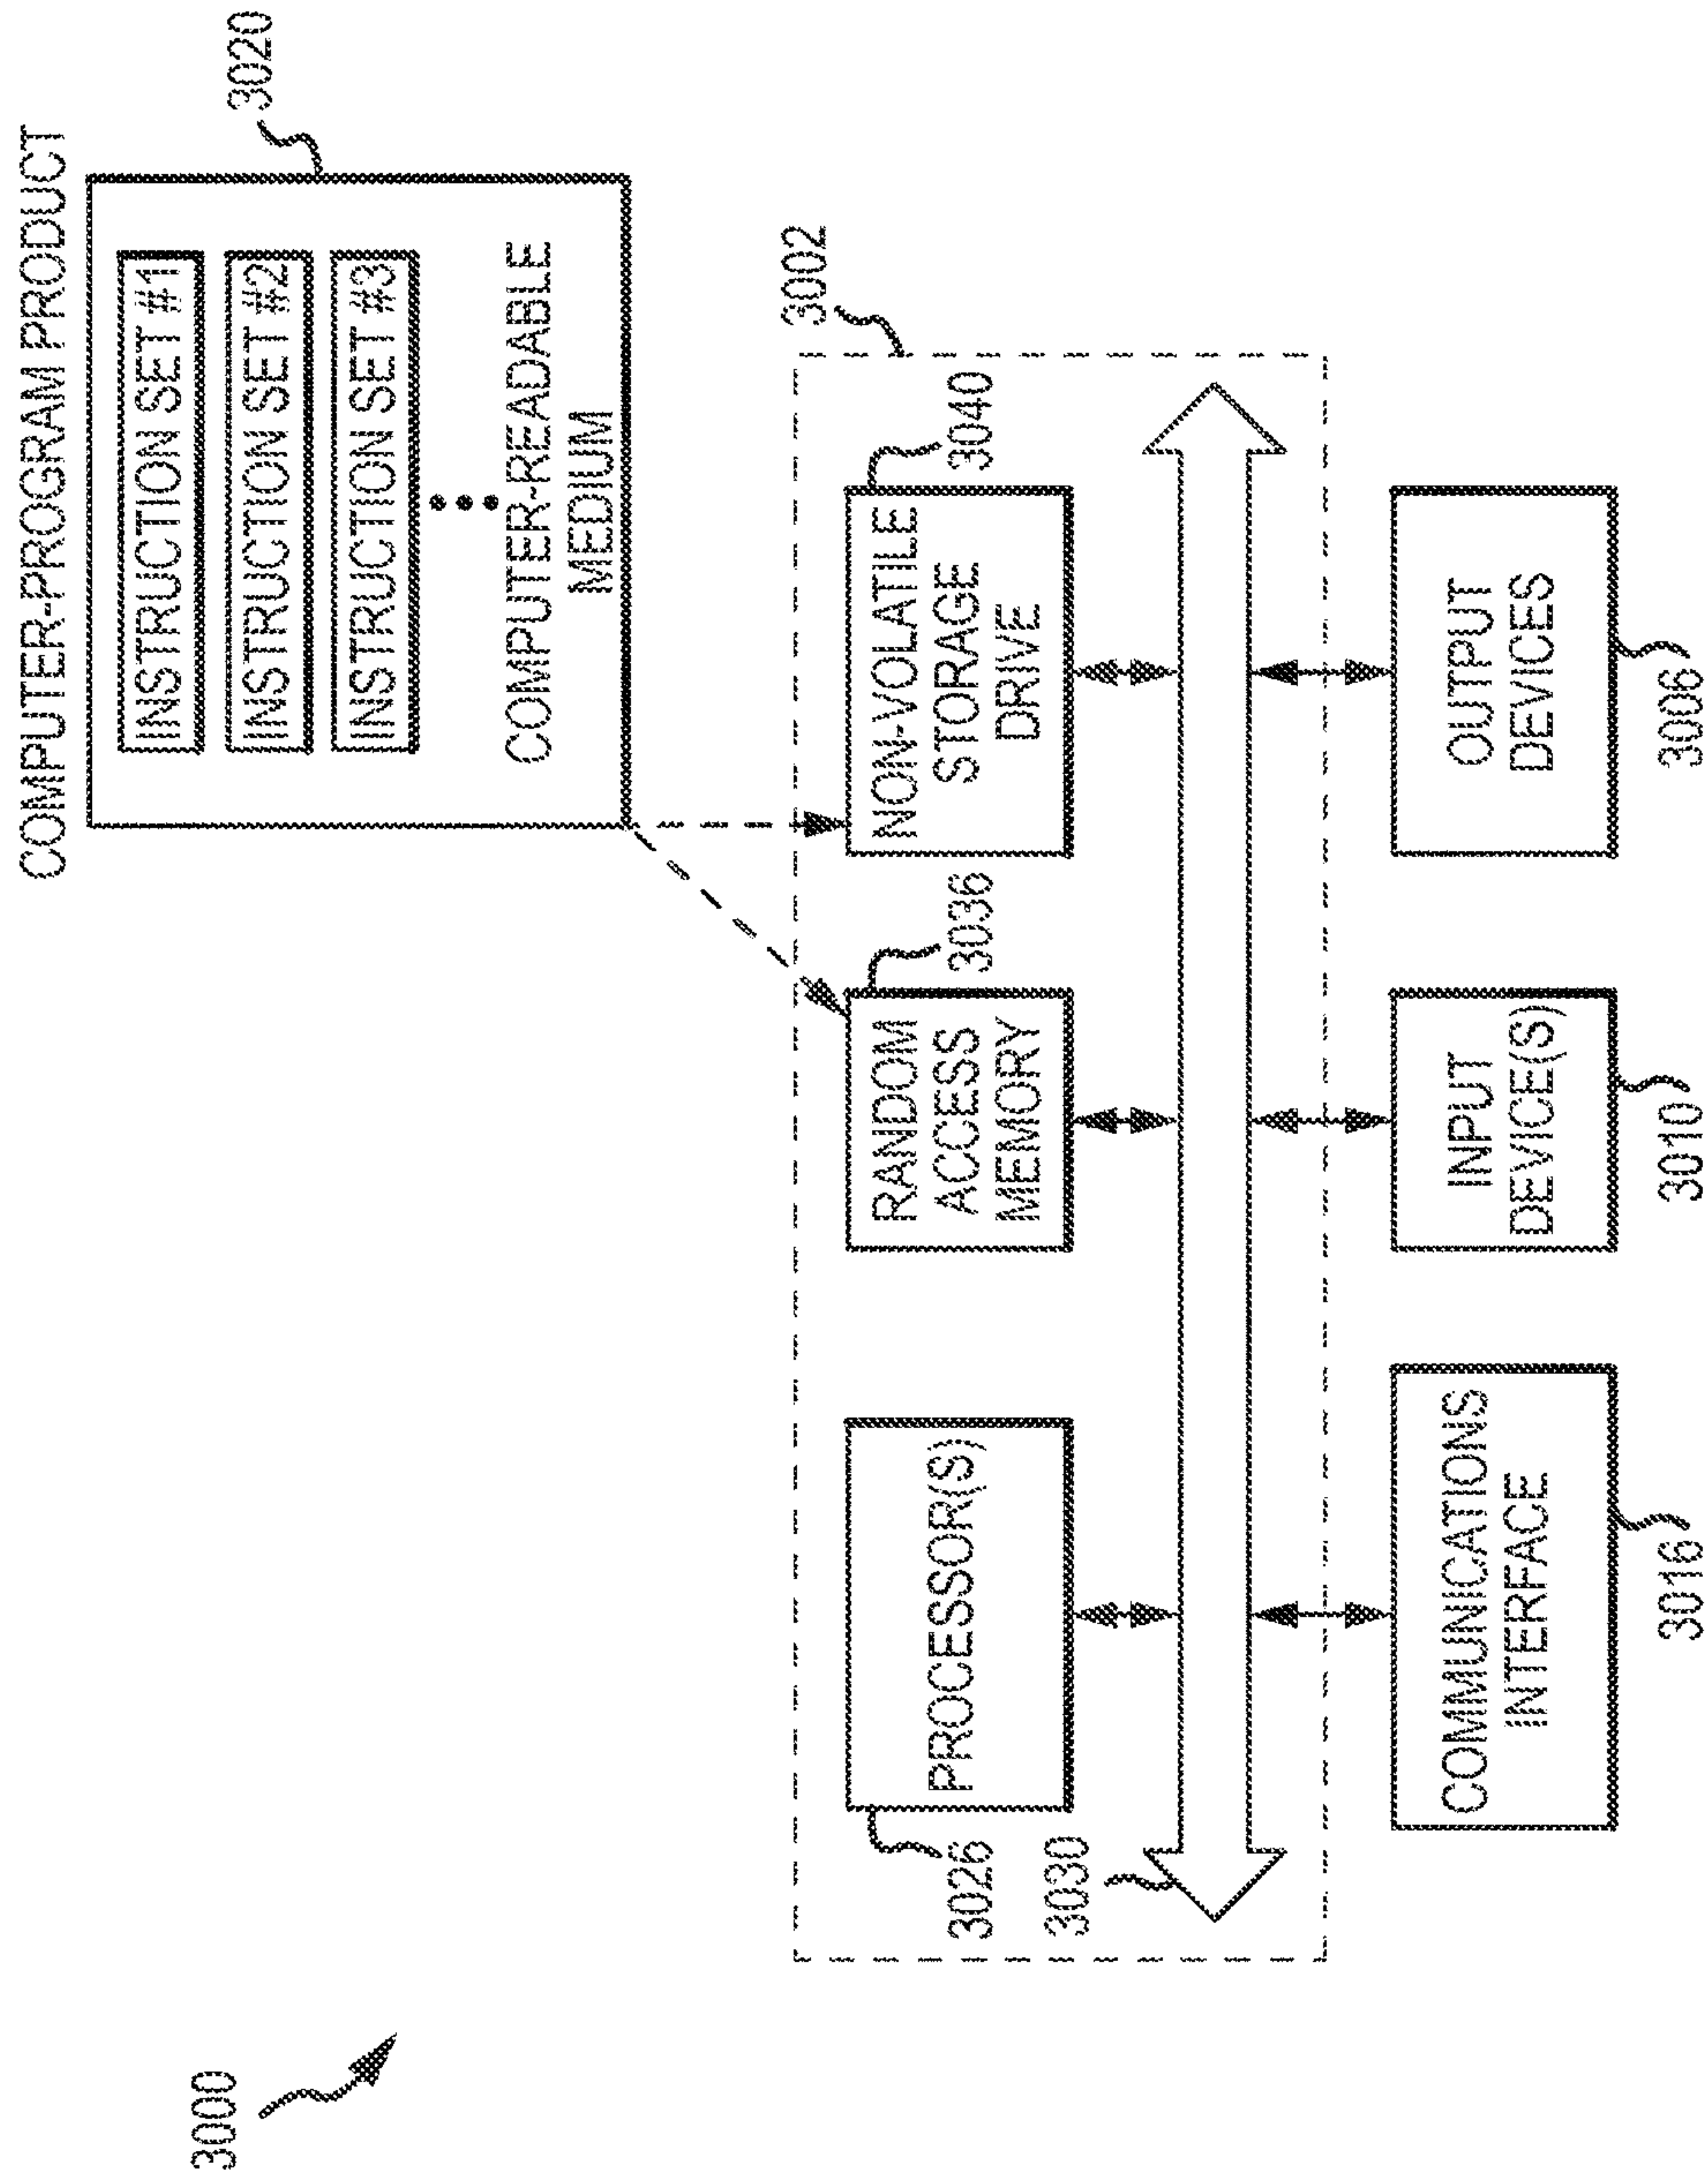 3000
COMPUTER-PROGRAM PRODUCT
INSTRUCTION SET #1
INSTRUCTION SET #2
INSTRUCTION SET #3
COMPUTER-READABLE
MEDIUM
3020
3002
3026
PROCESSOR(S)
RANDOM
ACCESS
MEMORY
3036
NON-VOLATILE
STORAGE
DRIVE
3040
3030
COMMUNICATIONS
INTERFACE
3016
INPUT
DEVICE(S)
3010
OUTPUT
DEVICES
3006